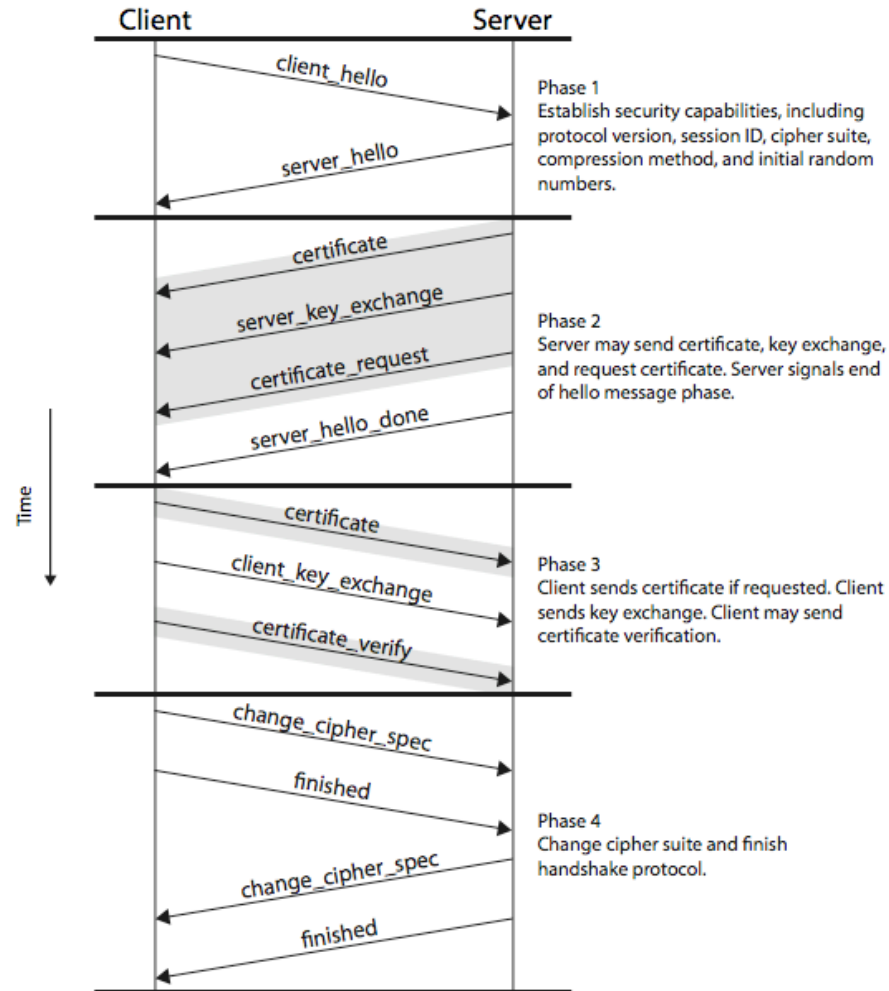 Client
Server
client_hello
Phase 1
Establish security capabilities, including
protocol version, session ID, cipher suite,
compression method, and initial random
numbers.
server_hello
certificate
server_key_exchange
Phase 2
Server may send certificate, key exchange,
and request certificate. Server signals end
of hello message phase.
certificate_request
server_hello_done
Time
certificate
client_key_exchange
Phase 3
Client sends certificate if requested. Client
sends key exchange. Client may send
certificate verification.
certificate_verify
change_cipher_spec
finished
Phase 4
Change cipher suite and finish
handshake protocol.
change_cipher_spec
finished